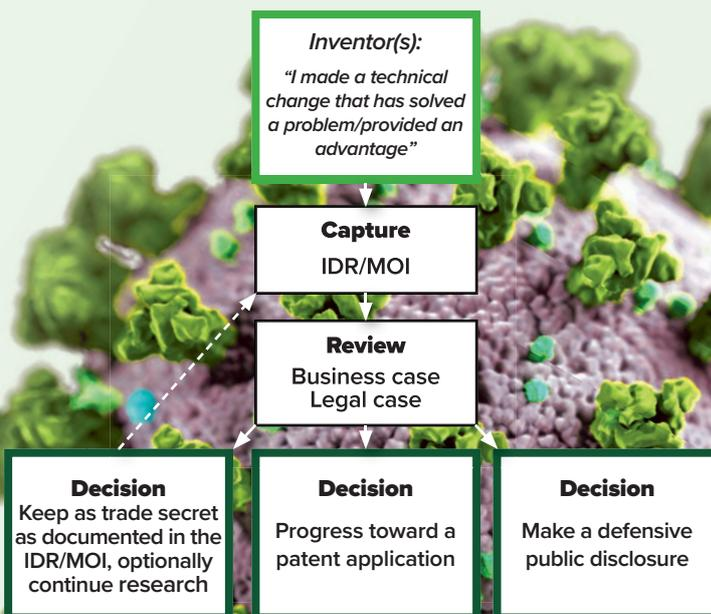 Inventor(s):
“I made a technical
change that has solved
a problem/provided an
advantage”
Capture
IDR/MOI
Review
Business case
Legal case
Decision
Keep as trade secret
as documented in the
IDR/MOI, optionally
continue research
Decision
Progress toward a
patent application
Decision
Make a defensive
public disclosure